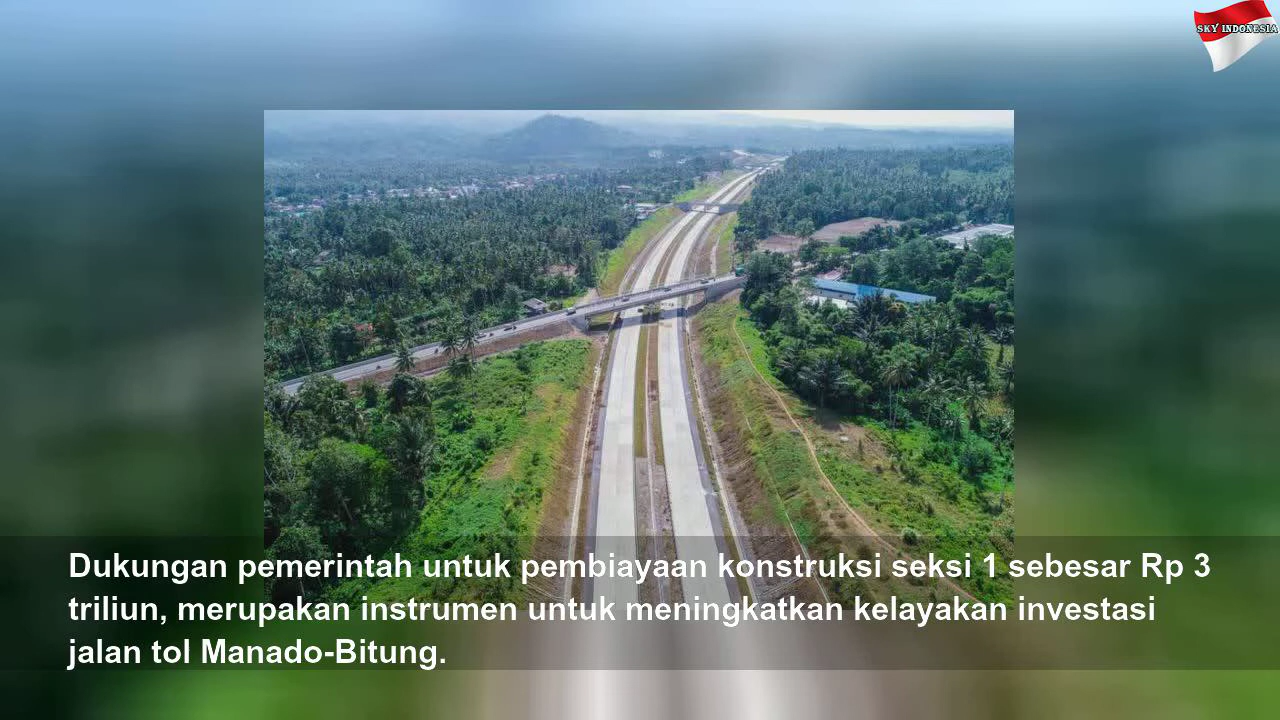 SKY INDONESIA
Dukungan pemerintah untuk pembiayaan konstruksi seksi 1 sebesar Rp 3
triliun, merupakan instrumen untuk meningkatkan kelayakan investasi
jalan tol Manado-Bitung.